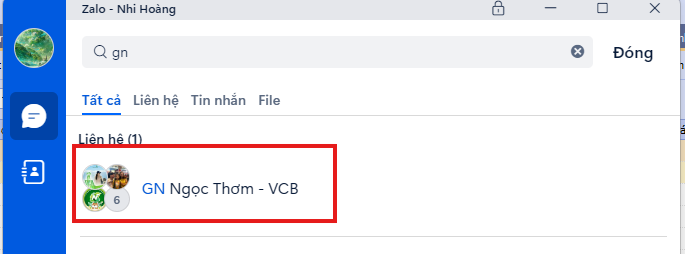 Zalo - Nhi Hoàng
gn
Đóng
Tất cả Liên hệ Tin nhắn File
Liên hệ (1)
GN Ngọc Thơm - VCB
6